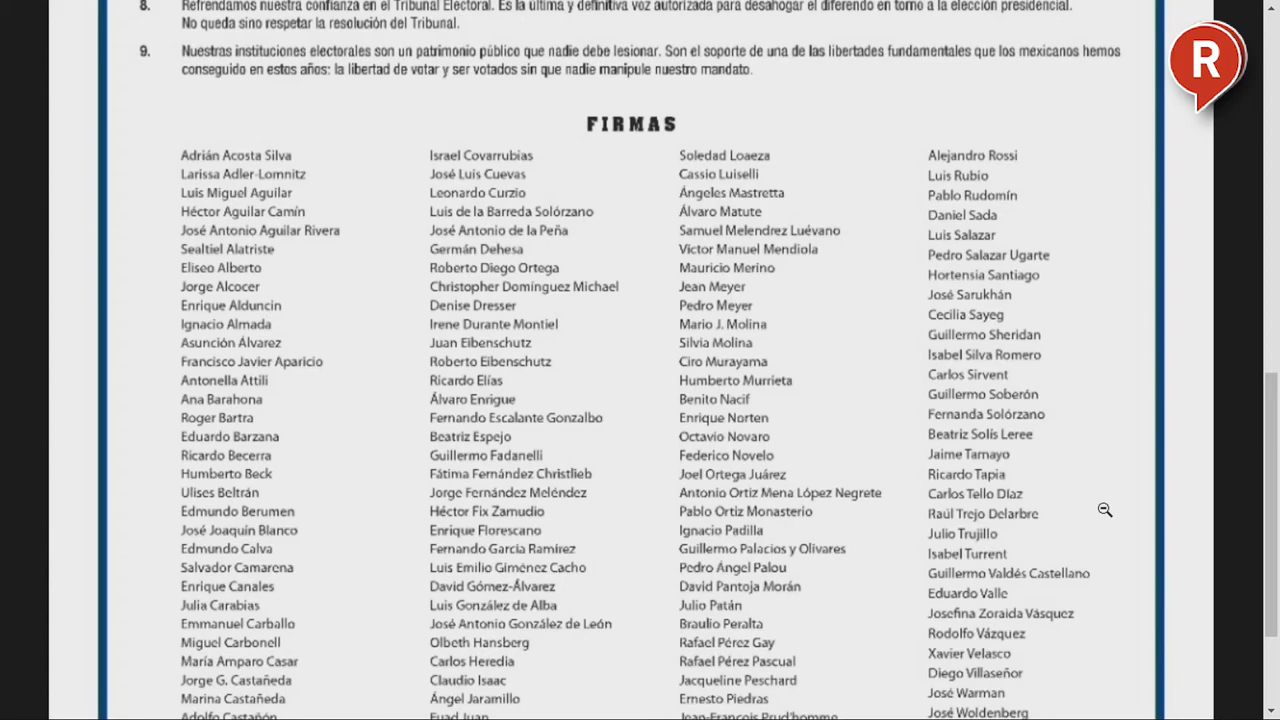 8. Refrendamos nuestra confianza en el Tribunal Electoral. Es la última y definitiva voz autorizada para desahogar el diferendo en torno a la elección presidencial.
No queda sino respetar la resolución del Tribunal.
9. Nuestras instituciones electorales son un patrimonio público que nadie debe lesionar. Son el soporte de una de las libertades fundamentales que los mexicanos hemos
conseguido en estos años: la libertad de votar y ser votados sin que nadie manipule nuestro mandato.
R
FIRMAS
Adrián Acosta Silva
Larissa Adler-Lomnitz
Luis Miguel Aguilar
Héctor Aguilar Camín
José Antonio Aguilar Rivera
Sealtiel Alatriste
Eliseo Alberto
Jorge Alcocer
Enrique Alduncin
Ignacio Almada
Asunción Álvarez
Francisco Javier Aparicio
Antonella Attili
Ana Barahona
Roger Bartra
Eduardo Barzana
Ricardo Becerra
Humberto Beck
Ulises Beltrán
Edmundo Berumen
José Joaquín Blanco
Edmundo Calva
Salvador Camarena
Enrique Canales
Julia Carabias
Emmanuel Carballo
Miguel Carbonell
María Amparo Casar
Jorge G. Castañeda
Marina Castañeda
Adolfo Castañón
Israel Covarrubias
José Luis Cuevas
Leonardo Curzio
Luis de la Barreda Solórzano
José Antonio de la Peña
Germán Dehesa
Roberto Diego Ortega
Christopher Domínguez Michael
Denise Dresser
Irene Durante Montiel
Juan Eibenschutz
Roberto Eibenschutz
Ricardo Elías
Álvaro Enrigue
Fernando Escalante Gonzalbo
Beatriz Espejo
Guillermo Fadanelli
Fátima Fernández Christlieb
Jorge Fernández Meléndez
Héctor Fix Zamudio
Enrique Florescano
Fernando García Ramírez
Luis Emilio Giménez Cacho
David Gómez-Álvarez
Luis González de Alba
José Antonio González de León
Olbeth Hansberg
Carlos Heredia
Claudio Isaac
Ángel Jaramillo
Fuad Juan
Soledad Loaeza
Cassio Luiselli
Ángeles Mastretta
Álvaro Matute
Samuel Melendrez Luévano
Víctor Manuel Mendiola
Mauricio Merino
Jean Meyer
Pedro Meyer
Mario J. Molina
Silvia Molina
Ciro Murayama
Humberto Murrieta
Benito Nacif
Enrique Norten
Octavio Novaro
Federico Novelo
Joel Ortega Juárez
Antonio Ortiz Mena López Negrete
Pablo Ortiz Monasterio
Ignacio Padilla
Guillermo Palacios y Olivares
Pedro Ángel Palou
David Pantoja Morán
Julio Patán
Braulio Peralta
Rafael Pérez Gay
Rafael Pérez Pascual
Jacqueline Peschard
Ernesto Piedras
Jean-François Prud'homme
Alejandro Rossi
Luis Rubio
Pablo Rudomín
Daniel Sada
Luis Salazar
Pedro Salazar Ugarte
Hortensia Santiago
José Sarukhán
Cecilia Sayeg
Guillermo Sheridan
Isabel Silva Romero
Carlos Sirvent
Guillermo Soberón
Fernanda Solórzano
Beatriz Solís Leree
Jaime Tamayo
Ricardo Tapia
Carlos Tello Díaz
Raúl Trejo Delarbre
Julio Trujillo
Isabel Turrent
Guillermo Valdés Castellano
Eduardo Valle
Josefina Zoraida Vásquez
Rodolfo Vázquez
Xavier Velasco
Diego Villaseñor
José Warman
José Woldenberg